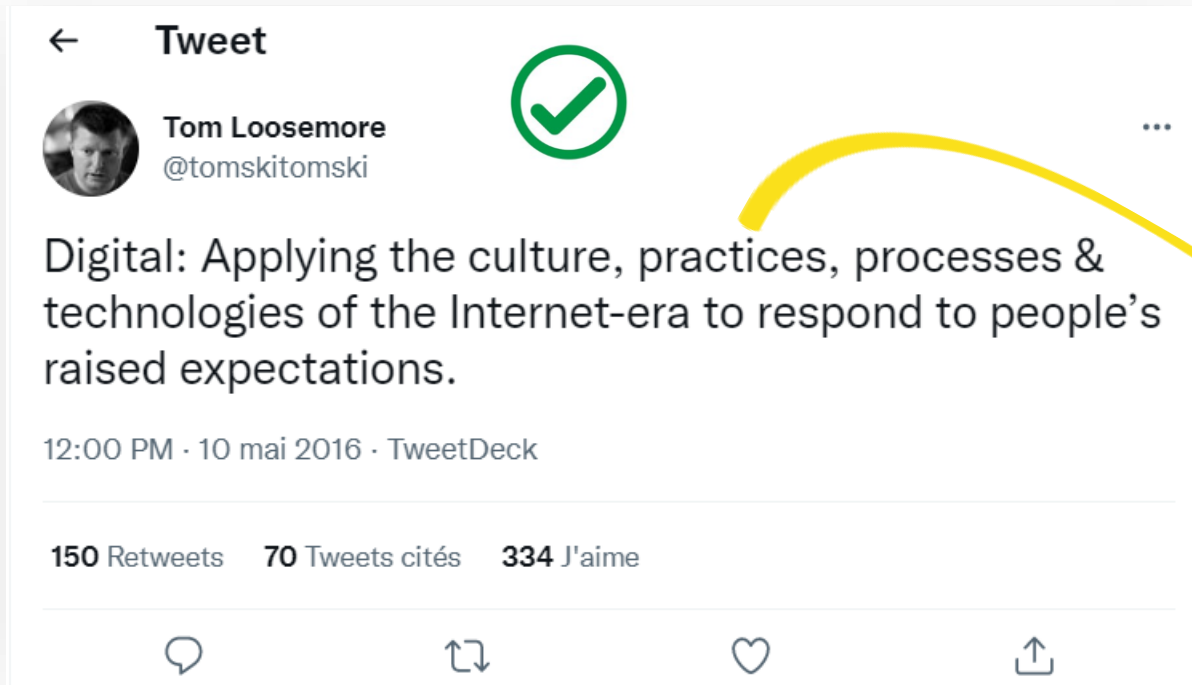 Tweet
Tom Loosemore
@tomskitomski
Digital: Applying the culture, practices, processes &
technologies of the Internet-era to respond to people’s
raised expectations.
12:00 PM · 10 mai 2016 · TweetDeck
150 Retweets 70 Tweets cités 334 J'aime